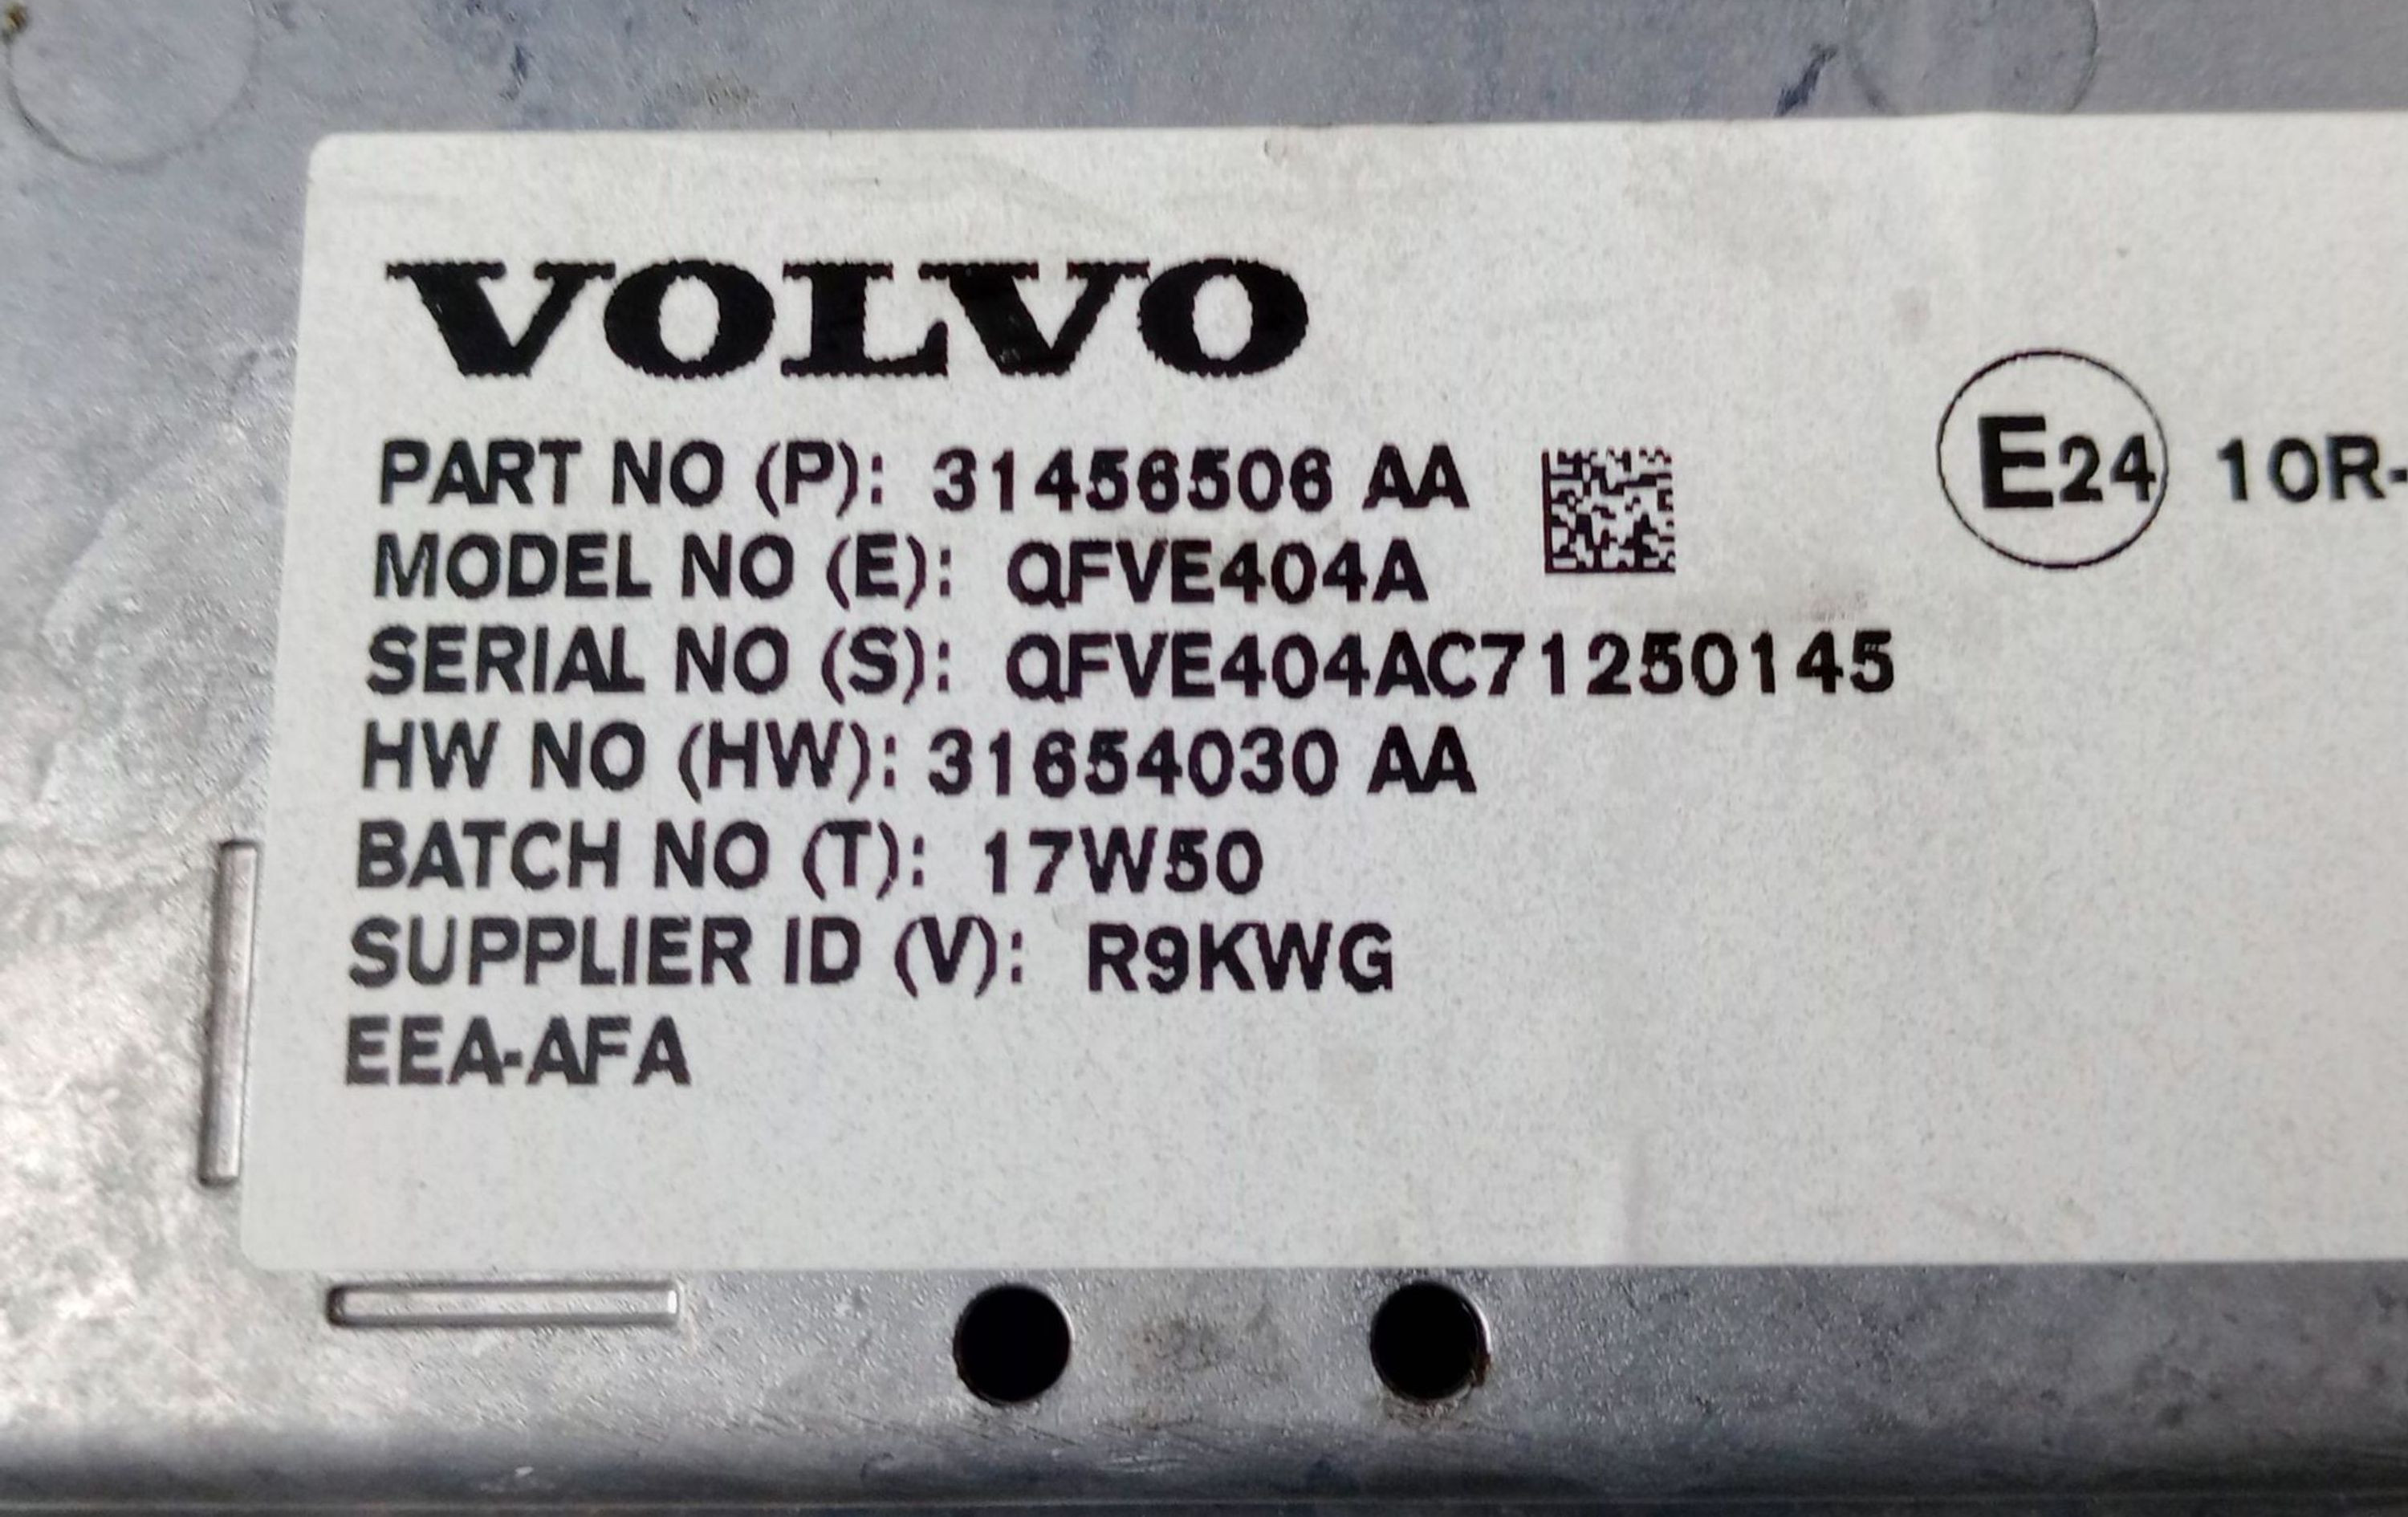 VOLVO
PART NO (P): 31456506 AA
MODEL NO (E): QFVE404A
SERIAL NO (S): QFVE404AC71250145
HW NO (HW): 31654030 AA
BATCH NO (T): 17W50
SUPPLIER ID (V): R9KWG
EEA-AFA
E24 10R-